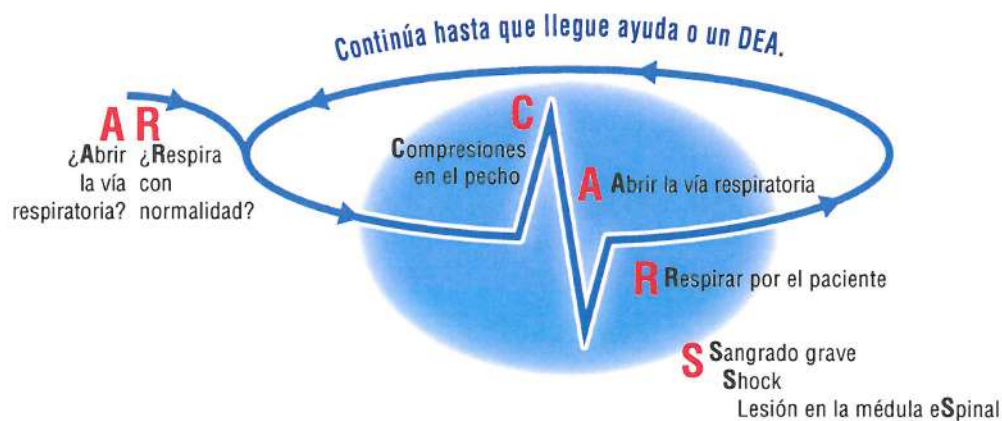 Continúa hasta que llegue ayuda o un DEA.
A R
¿Abrir ¿Respira
la vía con
respiratoria? normalidad?
C
Compresiones
en el pecho
A Abrir la vía respiratoria
R Respirar por el paciente
S Sangrado grave
Shock
Lesión en la médula eSpinal